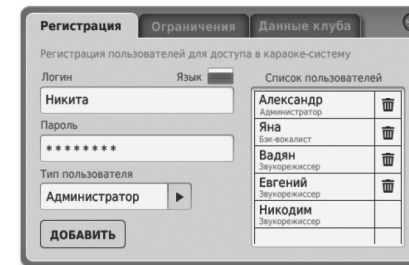 Регистрация
Ограничения
Данные клуба
Регистрация пользователей для доступа в караоке-систему
Логин
Язык
Никита
Пароль
********
Тип пользователя
Администратор
ДОБАВИТЬ
Список пользователей
Александр
Администратор
Яна
Бэк-вокалист
Вадян
Звукорежиссер
Евгений
Звукорежиссер
Никодим
Звукорежиссер